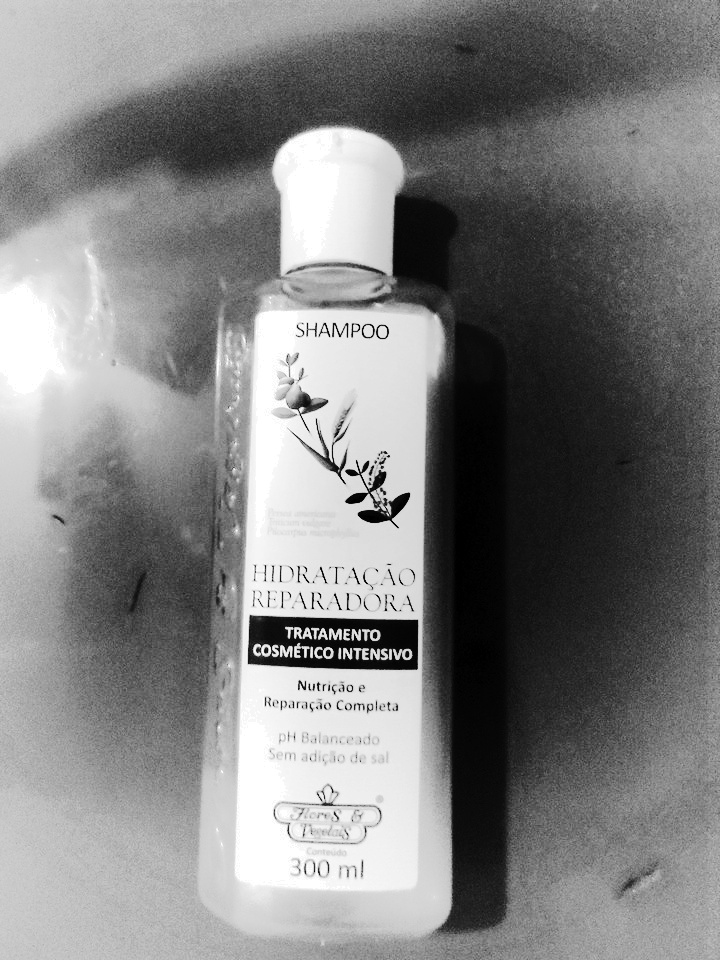 SHAMPOO
HIDRATAÇÃO
REPARADORA
TRATAMENTO
COSMÉTICO INTENSIVO
Nutrição e
Reparação Completa
pH Balanceado
Sem adição de sal
Flores &
Vegetais
Conteúdo
300 ml